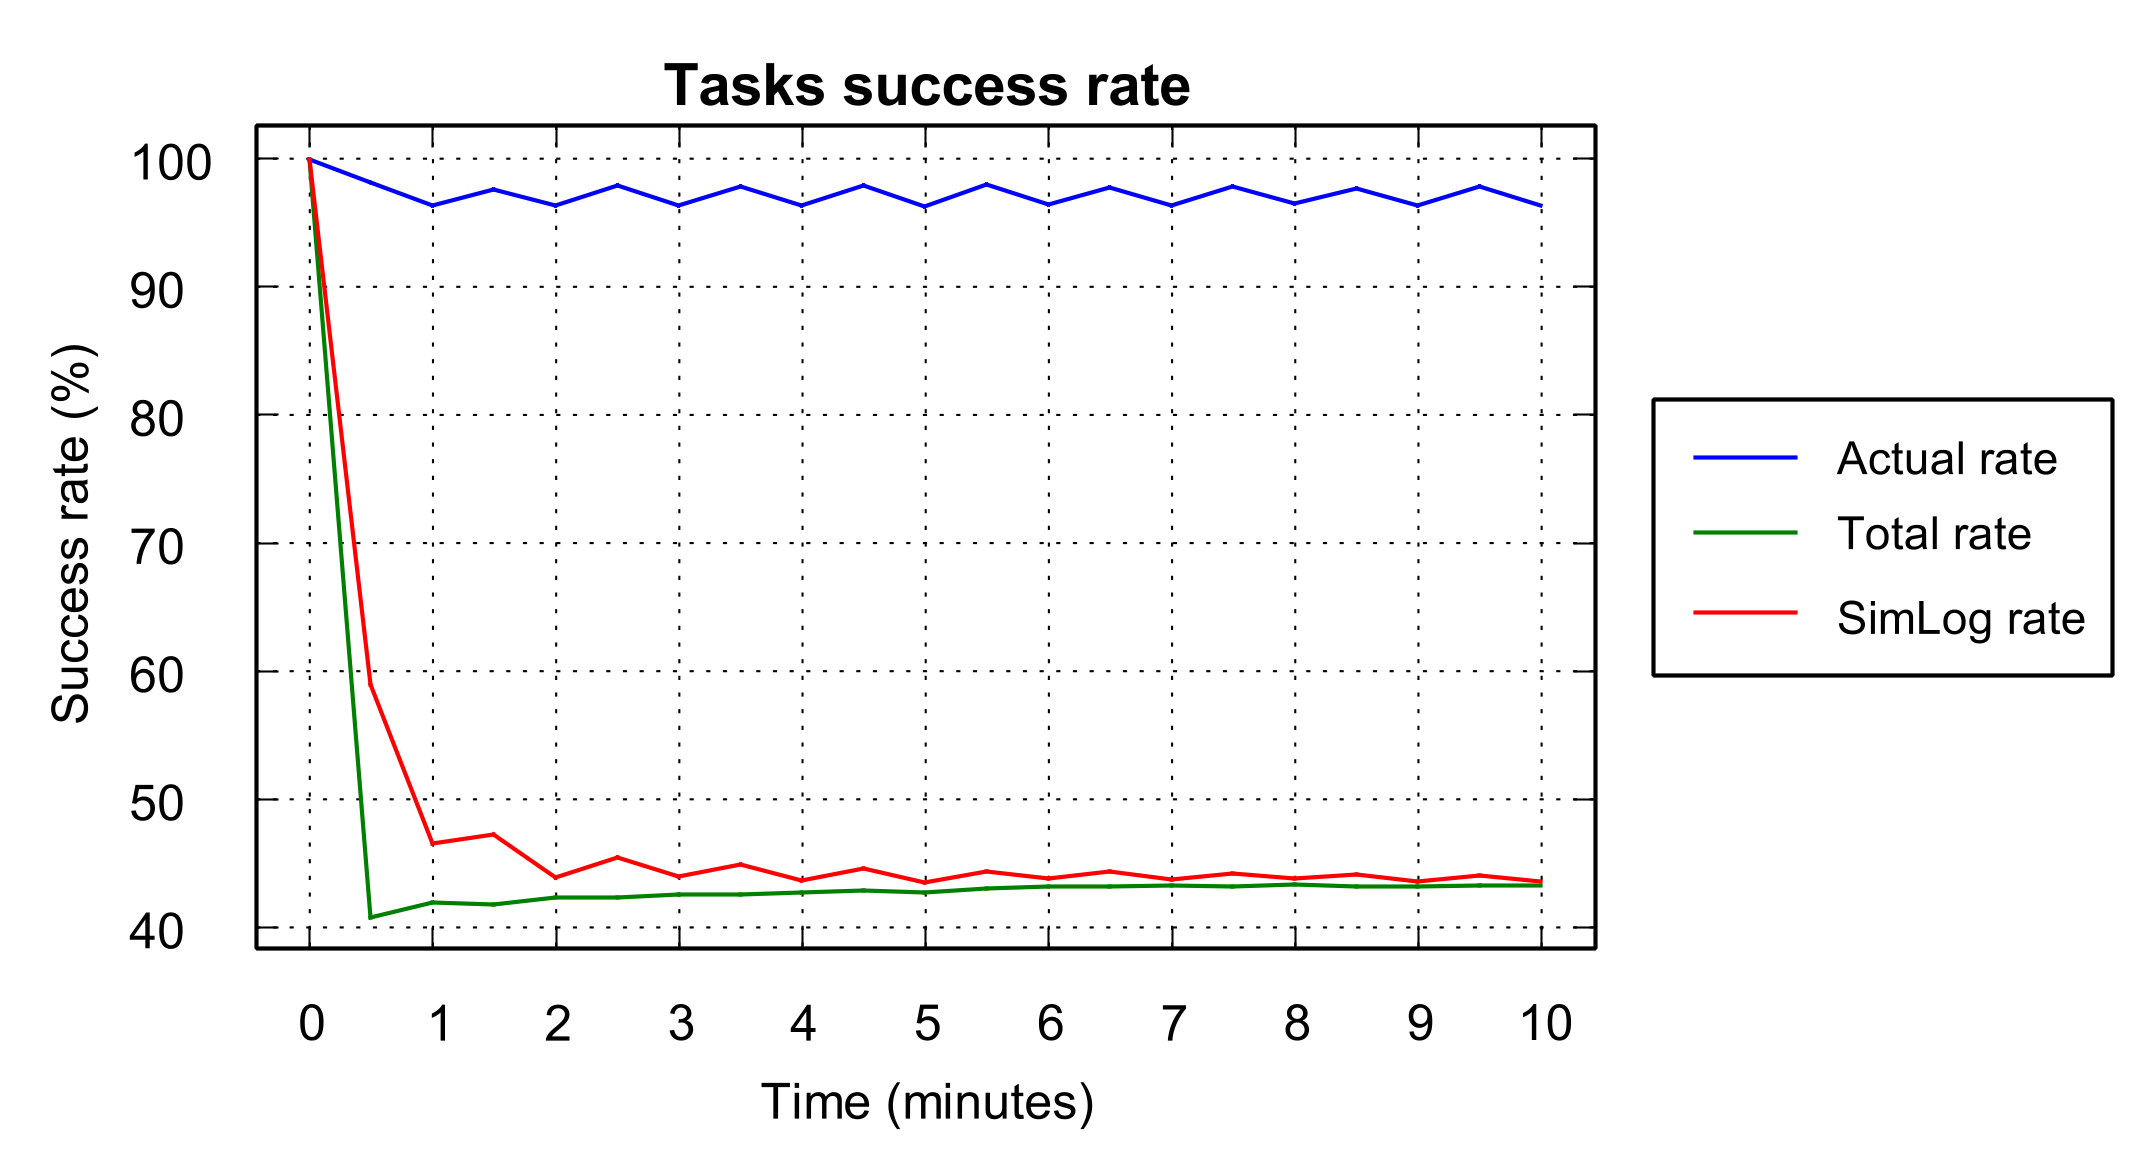 Tasks success rate
100
90
80
70
60
50
40
Success rate (%)
0 1 2 3 4 5 6 7 8 9 10
Time (minutes)
Actual rate
Total rate
SimLog rate